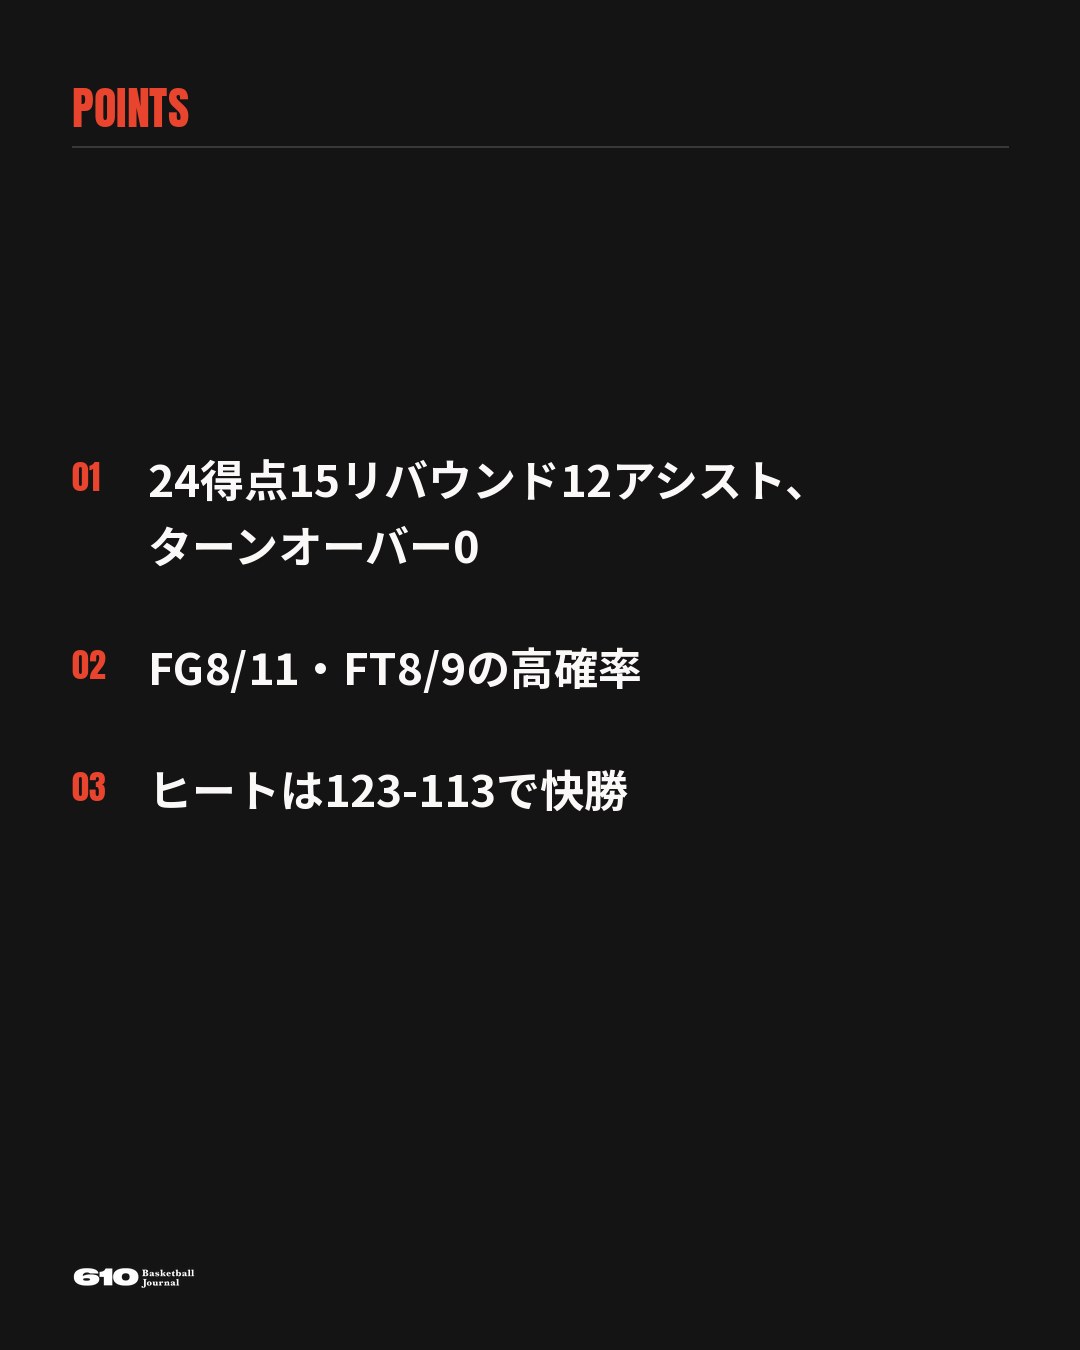 POINTS
01 24得点15リバウンド12アシスト、
ターンオーバー0
02 FG8/11・FT8/9の高確率
03 ヒートは123-113で快勝
610 Basketball
Journal